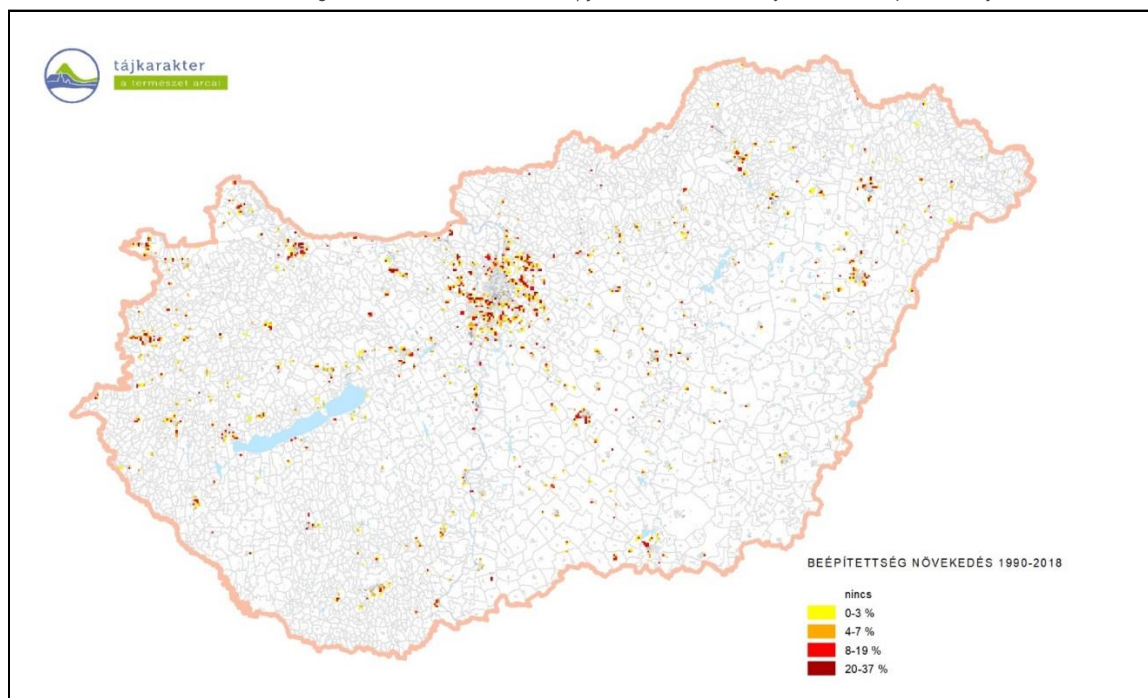 tájkarakter
a természet arcai
BEÉPÍTETTSÉG NÖVEKEDÉS 1990-2018
nincs
0-3 %
4-7 %
8-19 %
20-37 %